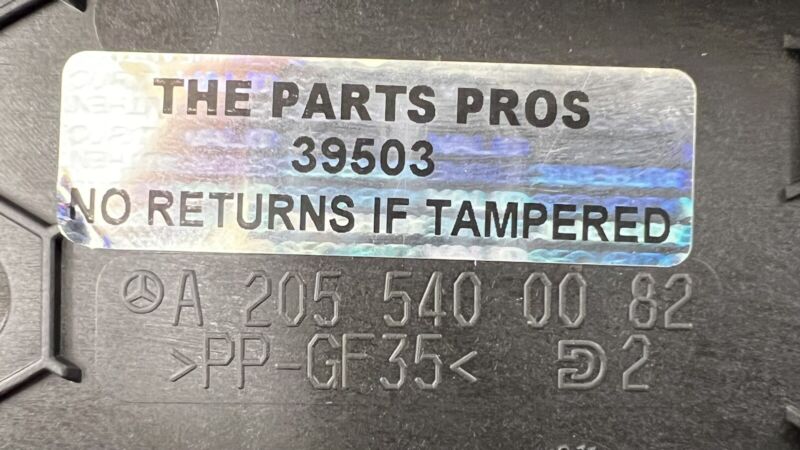 THE PARTS PROS
39503
NO RETURNS IF TAMPERED
A 205 540 00 82
>PP-GF35< D 2